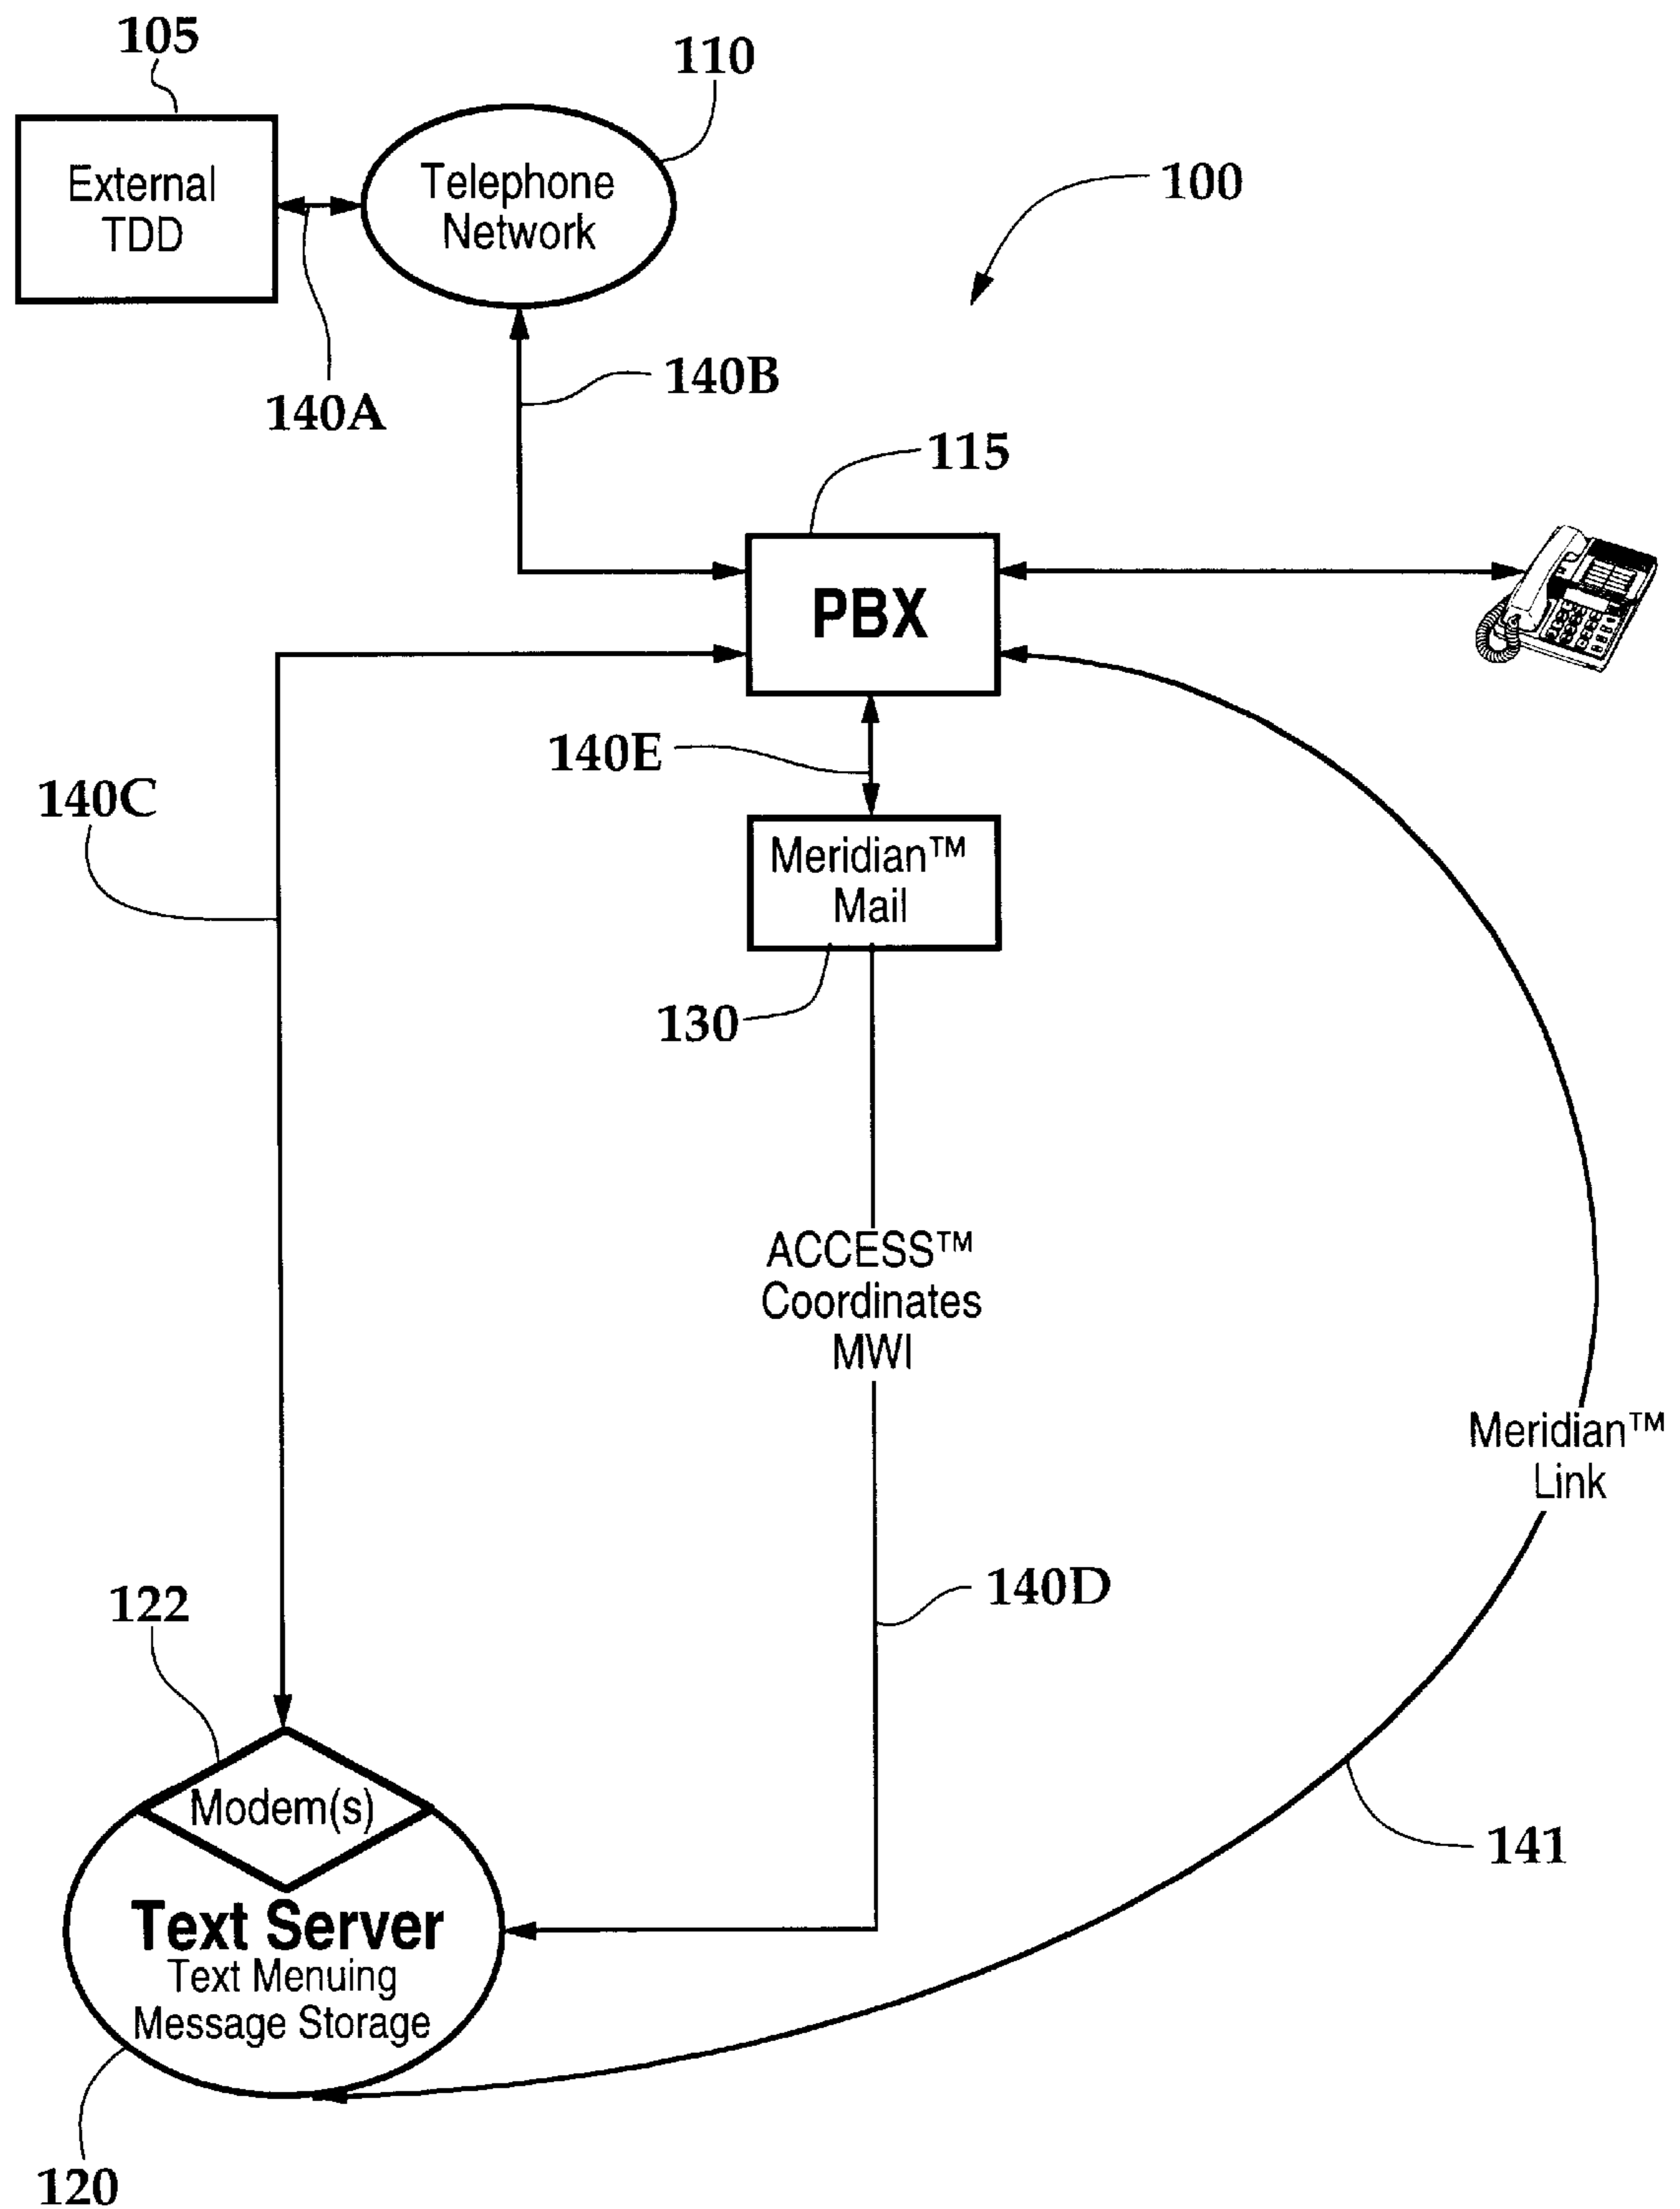 105
110
External
TDD
Telephone
Network
100
140A
140B
115
PBX
140E
140C
Meridian™
Mail
130
ACCESS™
Coordinates
MWI
Meridian™
Link
140D
122
Modem(s)
141
Text Server
Text Menuing
Message Storage
120